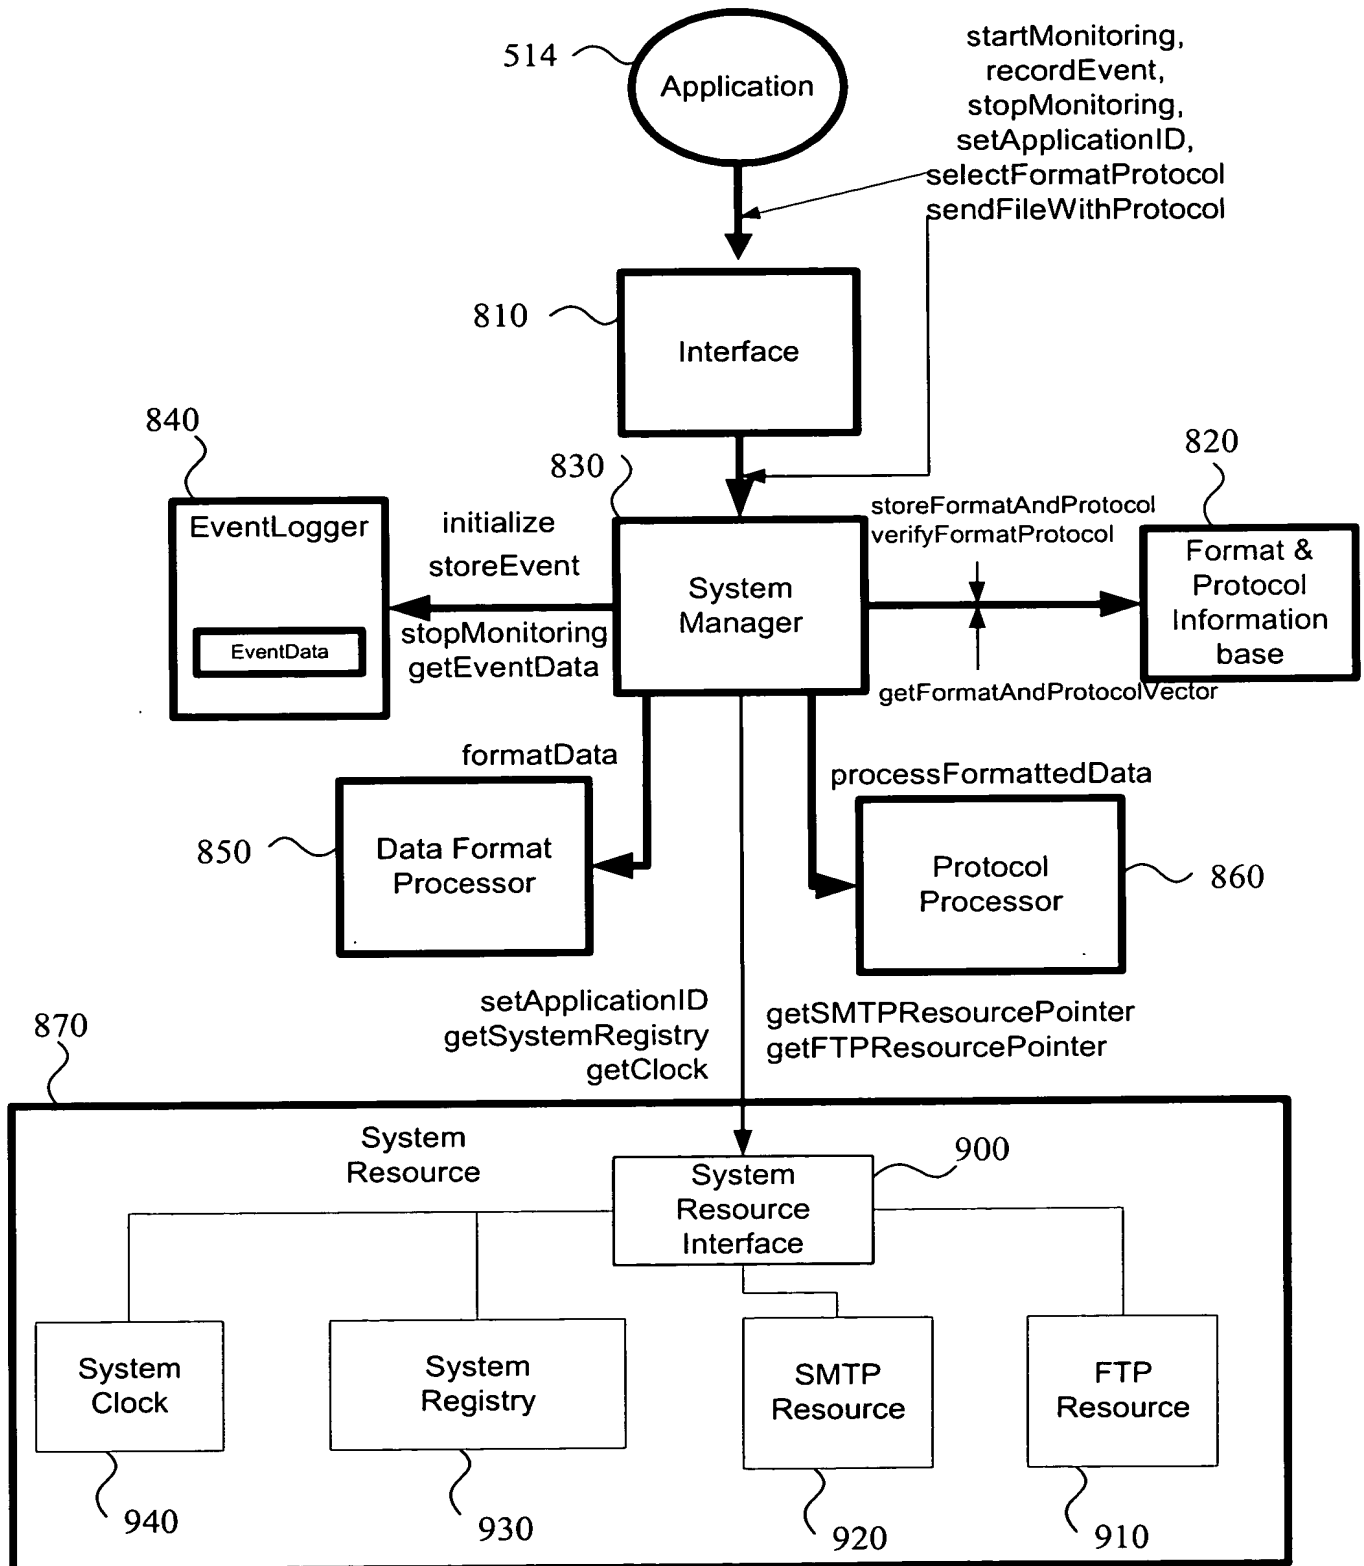 514
Application
startMonitoring,
recordEvent,
stopMonitoring,
setApplicationID,
selectFormatProtocol
sendFileWithProtocol
810
Interface
840
EventLogger
EventData
initialize
storeEvent
stopMonitoring
getEventData
830
System
Manager
storeFormatAndProtocol
verifyFormatProtocol
getFormatAndProtocolVector
820
Format &
Protocol
Information
base
formatData
850
Data Format
Processor
processFormattedData
Protocol
Processor
860
setApplicationID
getSystemRegistry
getClock
getSMTPResourcePointer
getFTPResourcePointer
870
System
Resource
System
Resource
Interface
900
System
Clock
940
System
Registry
930
SMTP
Resource
920
FTP
Resource
910